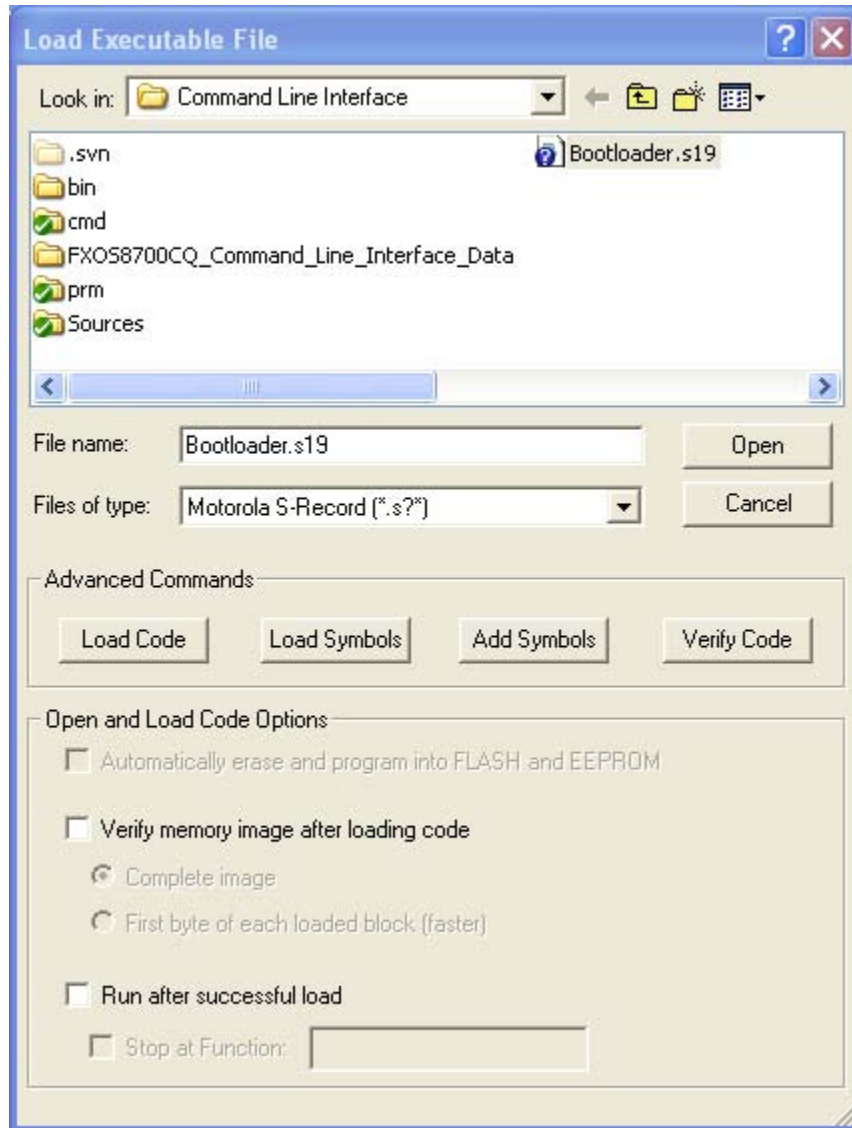 Load Executable File
Look in: Command Line Interface
.svn
Bootloader.s19
bin
cmd
FXOS8700CQ_Command_Line_Interface_Data
prm
Sources
File name: Bootloader.s19 Open
Files of type: Motorola S-Record (*.s?*) Cancel
Advanced Commands
Load Code Load Symbols Add Symbols Verify Code
Open and Load Code Options
Automatically erase and program into FLASH and EEPROM
Verify memory image after loading code
Complete image
First byte of each loaded block (faster)
Run after successful load
Stop at Function: